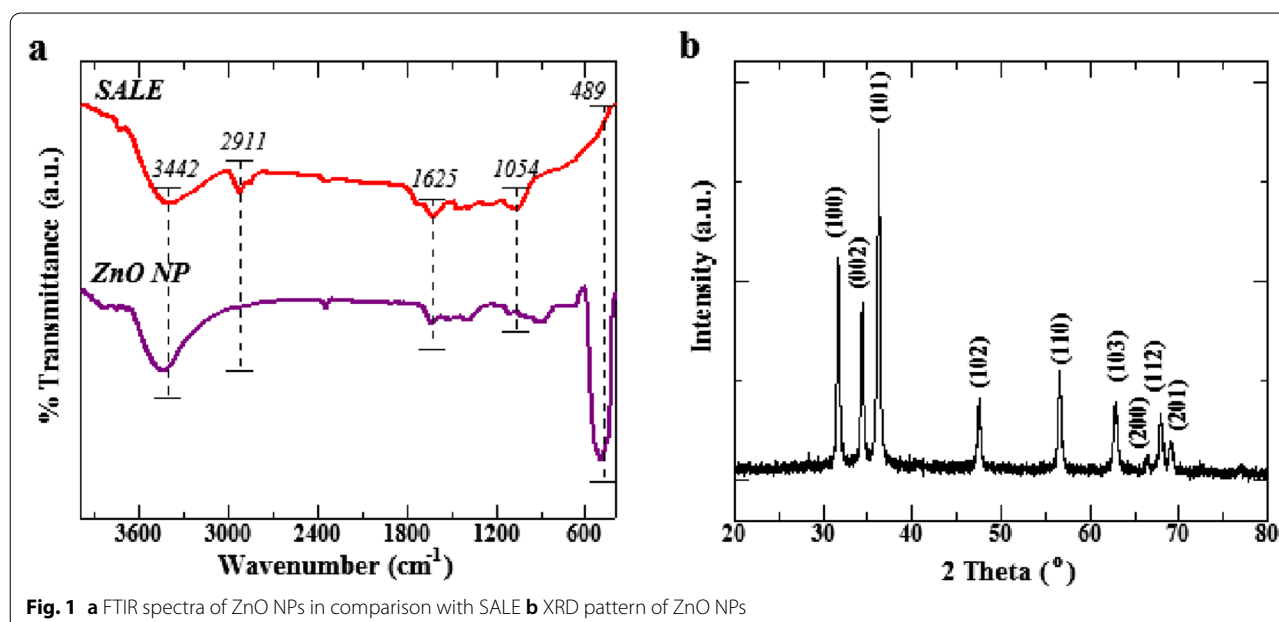 a
SALE
3442
2911
1625
1054
489
ZnO NP
% Transmittance (a.u.)
3600 3000 2400 1800 1200 600
Wavenumber (cm⁻¹)
b
(100)
(002)
(101)
(102)
(110)
(103)
(200)
(112)
(201)
Intensity (a.u.)
20 30 40 50 60 70 80
2 Theta (°)
Fig. 1 a FTIR spectra of ZnO NPs in comparison with SALE b XRD pattern of ZnO NPs